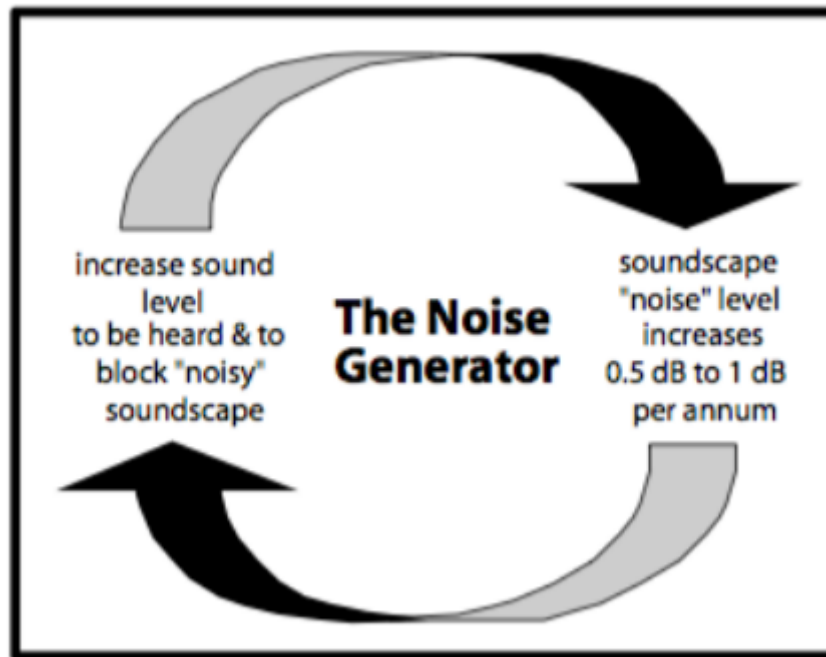 increase sound
level
to be heard & to
block "noisy"
soundscape
The Noise
Generator
soundscape
"noise" level
increases
0.5 dB to 1 dB
per annum